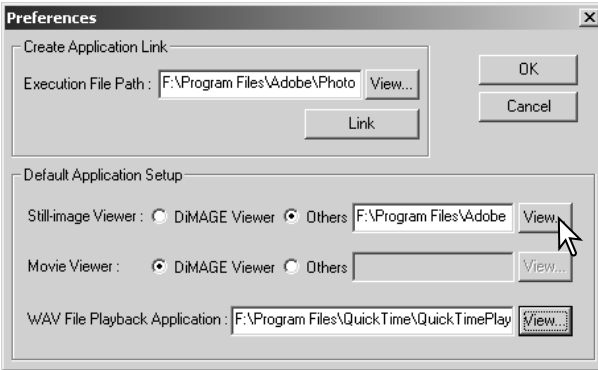 Preferences
Create Application Link
Execution File Path : F:\Program Files\Adobe\Photo View...
OK
Link
Cancel
Default Application Setup
Still-image Viewer : DiMAGE Viewer Others F:\Program Files\Adobe View...
Movie Viewer : DiMAGE Viewer Others View...
WAV File Playback Application : F:\Program Files\QuickTime\QuickTimePlay View...